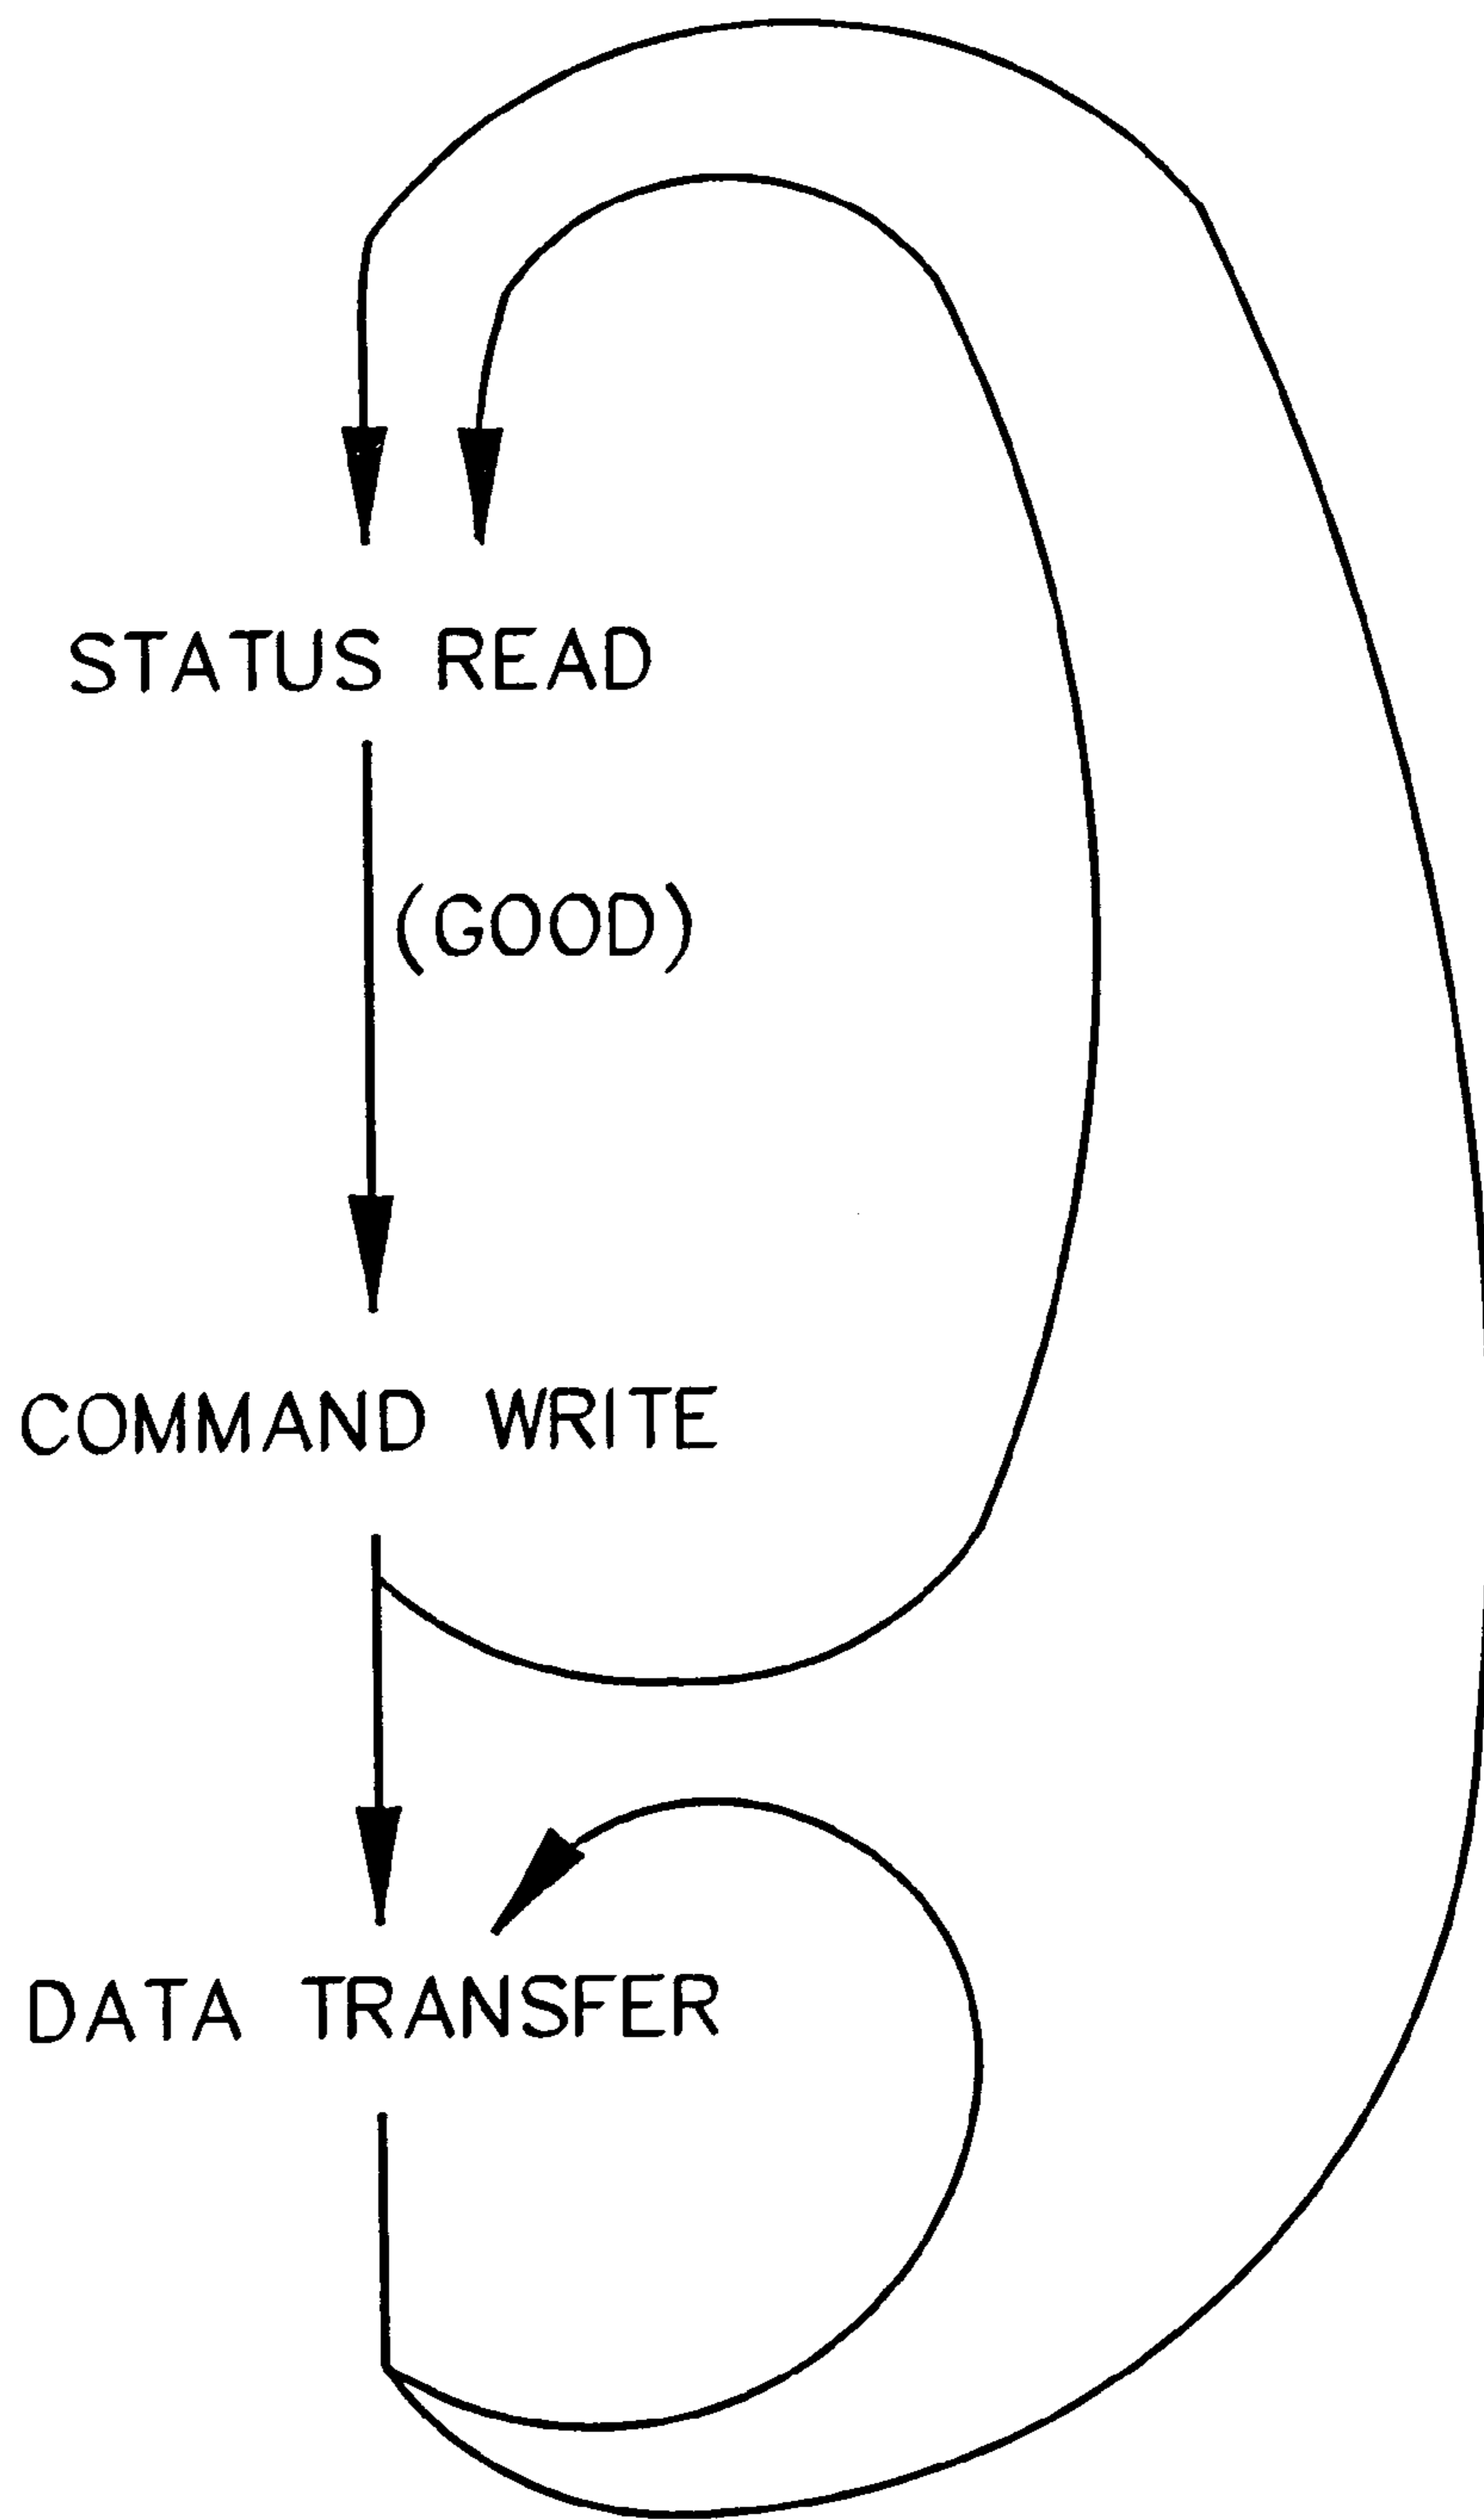 STATUS READ
(GOOD)
COMMAND WRITE
DATA TRANSFER